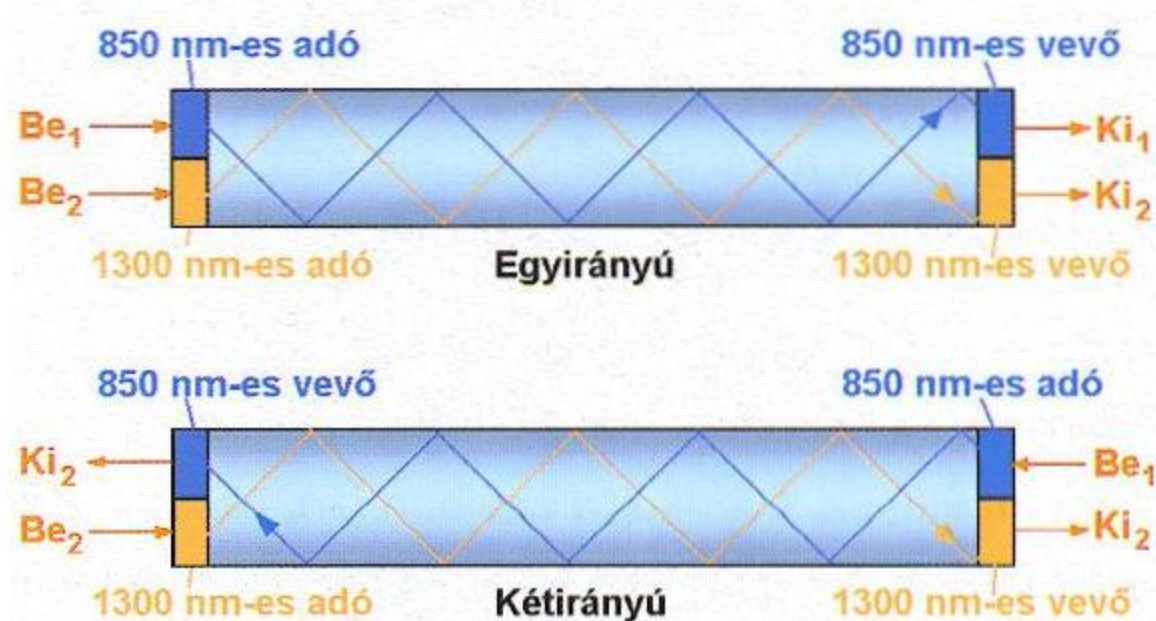 850 nm-es adó 850 nm-es vevő
Be₁ Ki₁
Be₂ Ki₂
1300 nm-es adó Egyirányú 1300 nm-es vevő
850 nm-es vevő 850 nm-es adó
Ki₂ Be₁
Be₂ Ki₂
1300 nm-es adó Kétirányú 1300 nm-es vevő